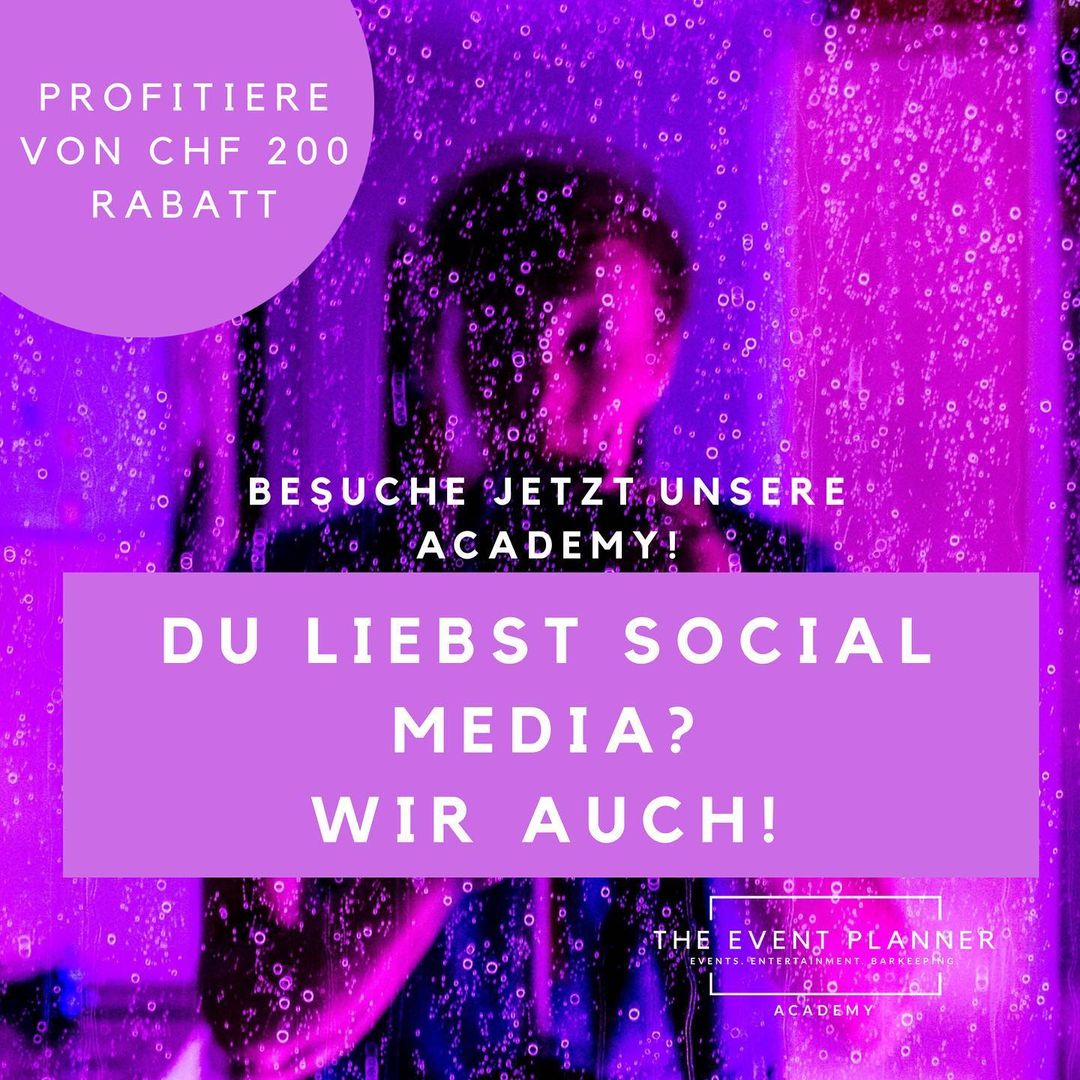 PROFITIERE
VON CHF 200
RABATT
BESUCHE JETZT UNSERE
ACADEMY!
DU LIEBST SOCIAL
MEDIA?
WIR AUCH!
THE EVENT PLANNER
EVENTS. ENTERTAINMENT. BARKEEPING.
ACADEMY